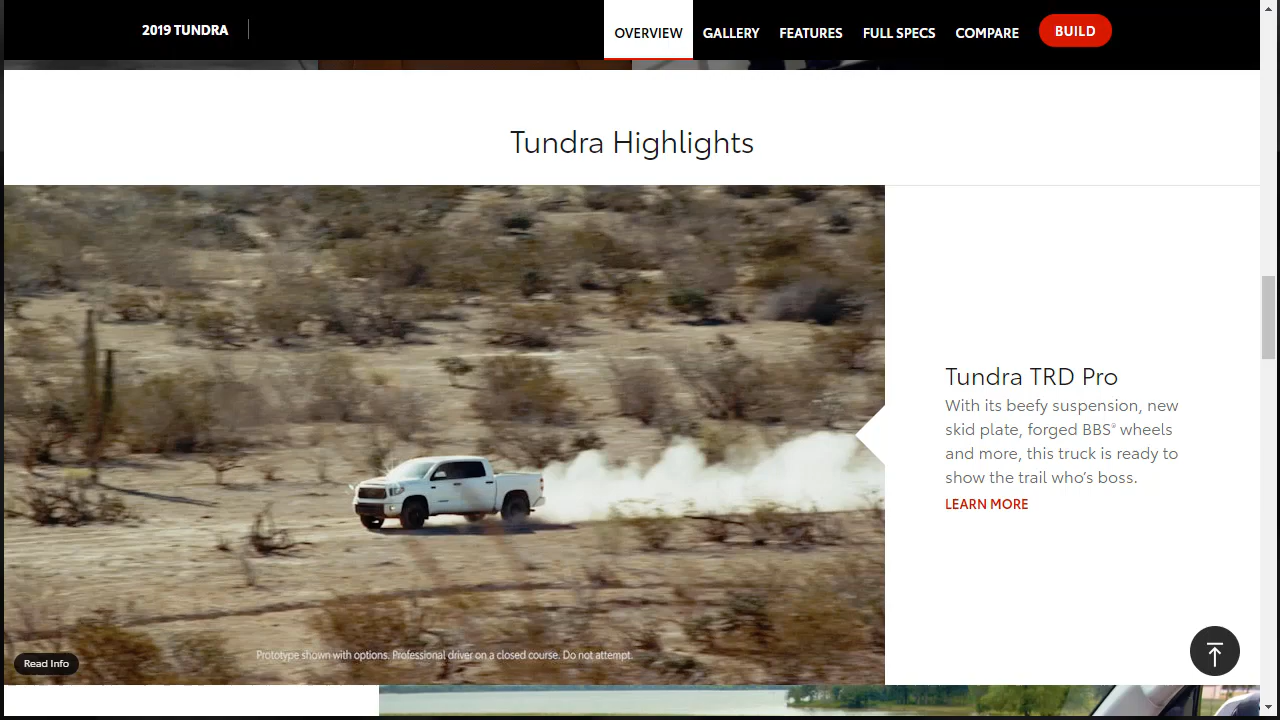 2019 TUNDRA
OVERVIEW GALLERY FEATURES FULL SPECS COMPARE BUILD
Tundra Highlights
Tundra TRD Pro
With its beefy suspension, new
skid plate, forged BBS® wheels
and more, this truck is ready to
show the trail who’s boss.
LEARN MORE
Prototype shown with options. Professional driver on a closed course. Do not attempt.
Read Info